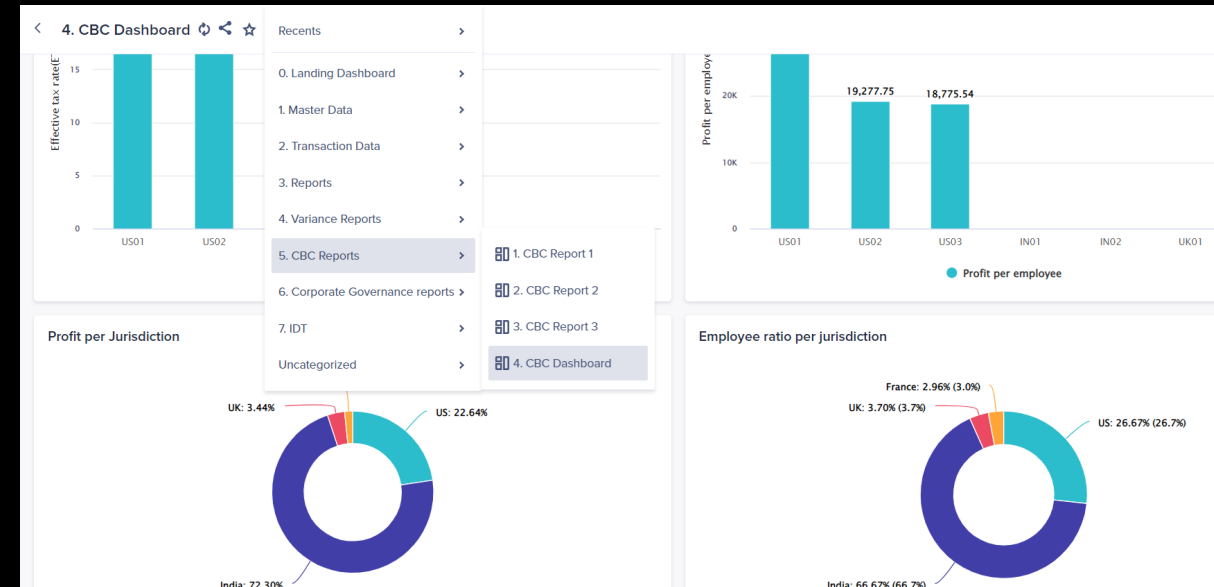 4. CBC Dashboard
Recents
0. Landing Dashboard
1. Master Data
2. Transaction Data
3. Reports
4. Variance Reports
5. CBC Reports
6. Corporate Governance reports
7. IDT
Uncategorized
1. CBC Report 1
2. CBC Report 2
3. CBC Report 3
4. CBC Dashboard
Effective tax rate(
15
10
5
0
US01
US02
Profit per employe
20K
10K
0
19,277.75
18,775.54
US01
US02
US03
IN01
IN02
UK01
Profit per employee
Profit per Jurisdiction
UK: 3.44%
US: 22.64%
India: 72.30%
Employee ratio per jurisdiction
France: 2.96% (3.0%)
UK: 3.70% (3.7%)
US: 26.67% (26.7%)
India: 66.67% (66.7%)